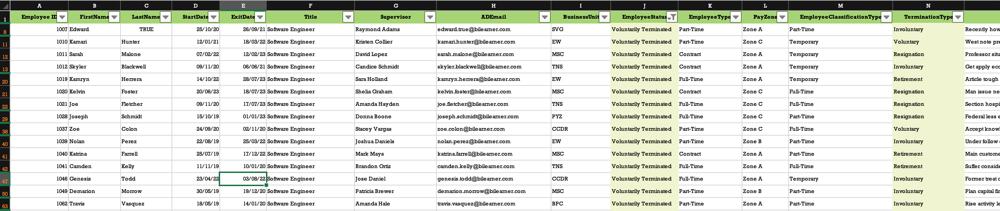 A B C D E F G H I J K L M N
1 Employee ID FirstName LastName StartDate ExitDate Title Supervisor ADEmail BusinessUnit EmployeeStatus EmployeeType PayZone EmployeeClassificationType TerminationType
8 1007 Edward TRUE 25/10/20 26/09/21 Software Engineer Raymond Adams edward.true@bilearner.com SVG Voluntarily Terminated Part-Time Zone A Part-Time Involuntary Recently how
11 1010 Kamari Hunter 12/01/21 18/03/22 Software Engineer Kristen Collier kamari.hunter@bilearner.com EW Voluntarily Terminated Part-Time Zone C Temporary Voluntary West note pre
12 1011 Sarah Malone 07/02/22 12/02/23 Software Engineer David Lopez sarah.malone@bilearner.com MSC Voluntarily Terminated Contract Zone A Temporary Resignation Professor situ
13 1012 Skyler Blackwell 09/11/20 06/06/21 Software Engineer Candice Schmidt skyler.blackwell@bilearner.com TNS Voluntarily Terminated Contract Zone A Temporary Involuntary Get apply eco
20 1019 Kamryn Herrera 14/10/22 28/07/23 Software Engineer Sara Holland kamryn.herrera@bilearner.com EW Voluntarily Terminated Full-Time Zone A Temporary Retirement Article tough
21 1020 Kelvin Foster 20/06/23 18/07/23 Software Engineer Shelia Graham kelvin.foster@bilearner.com MSC Voluntarily Terminated Contract Zone C Full-Time Resignation Man issue ne
22 1021 Joe Fletcher 09/11/20 17/07/23 Software Engineer Amanda Hayden joe.fletcher@bilearner.com TNS Voluntarily Terminated Full-Time Zone C Full-Time Resignation Section hospi
29 1028 Joseph Schmidt 15/10/19 01/01/23 Software Engineer Donna Boone joseph.schmidt@bilearner.com PYZ Voluntarily Terminated Full-Time Zone C Part-Time Resignation Federal less e
38 1037 Zoe Colon 24/09/20 02/11/20 Software Engineer Stacey Vargas zoe.colon@bilearner.com CCDR Voluntarily Terminated Part-Time Zone C Full-Time Voluntary Accept knowl
40 1039 Nolan Perez 22/08/19 25/03/22 Software Engineer Joshua Daniels nolan.perez@bilearner.com EW Voluntarily Terminated Part-Time Zone B Part-Time Involuntary Under follow
41 1040 Katrina Farrell 25/07/19 17/12/22 Software Engineer Mark Mays katrina.farrell@bilearner.com MSC Voluntarily Terminated Contract Zone A Part-Time Retirement Main custome
42 1041 Camden Kelly 11/11/19 10/01/20 Software Engineer Brandon Ortiz camden.kelly@bilearner.com TNS Voluntarily Terminated Full-Time Zone A Full-Time Retirement Suffer conside
47 1046 Genesis Todd 23/04/22 03/08/22 Software Engineer Jose Daniel genesis.todd@bilearner.com CCDR Voluntarily Terminated Full-Time Zone A Temporary Involuntary Former treat
50 1049 Demarion Morrow 30/05/19 19/12/20 Software Engineer Patricia Brewer demarion.morrow@bilearner.com MSC Voluntarily Terminated Part-Time Zone B Part-Time Involuntary Plan capital fir
63 1062 Travis Vasquez 18/05/19 14/01/20 Software Engineer Amanda Hale travis.vasquez@bilearner.com BPC Voluntarily Terminated Part-Time Zone A Part-Time Involuntary Rise activity le